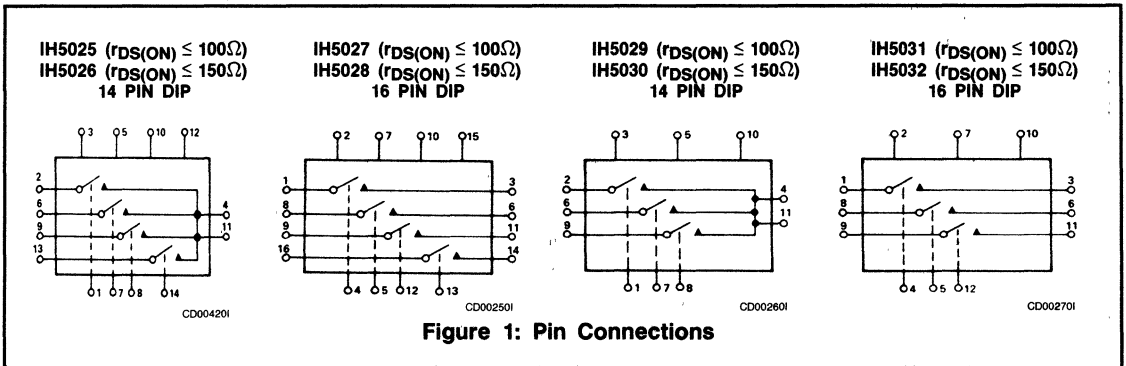 IH5025 (rDS(ON) ≤ 100Ω)
IH5026 (rDS(ON) ≤ 150Ω)
14 PIN DIP
3 5 10 12
2
6
9
13
4
11
1 7 8 14
CD00420I
IH5027 (rDS(ON) ≤ 100Ω)
IH5028 (rDS(ON) ≤ 150Ω)
16 PIN DIP
2 7 10 15
1
8
9
16
3
6
11
14
4 5 12 13
CD00250I
IH5029 (rDS(ON) ≤ 100Ω)
IH5030 (rDS(ON) ≤ 150Ω)
14 PIN DIP
3 5 10
2
6
9
4
11
1 7 8
CD00260I
IH5031 (rDS(ON) ≤ 100Ω)
IH5032 (rDS(ON) ≤ 150Ω)
16 PIN DIP
2 7 10
1
8
9
3
6
11
4 5 12
CD00270I
Figure 1: Pin Connections